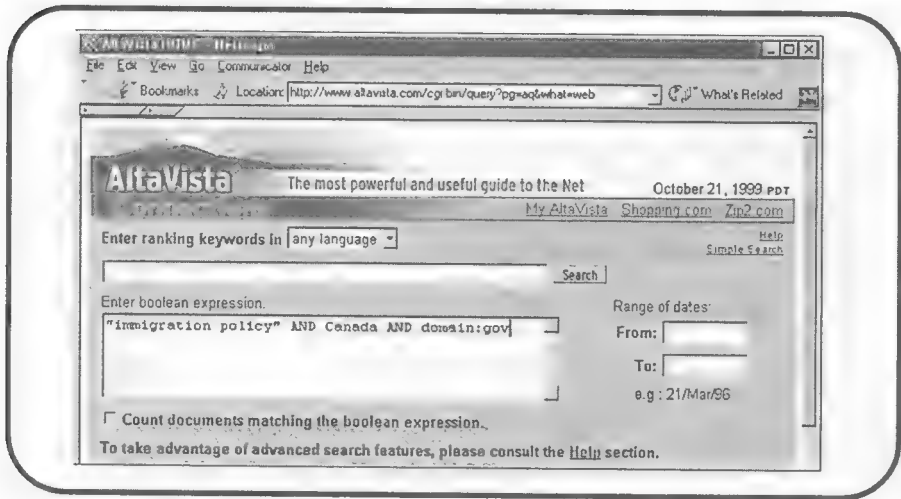 File Edit View Go Communicator Help
Bookmarks Location: http://www.altavista.com/cgi-bin/query?pg=aq&what=web What's Related
AltaVista The most powerful and useful guide to the Net October 21, 1999 PDT
My AltaVista Shopping.com Zip2.com
Enter ranking keywords in any language Help
Simple Search
Search
Enter boolean expression. Range of dates:
"immigration policy" AND Canada AND domain:gov
From:
To:
e.g : 21/Mar/96
Count documents matching the boolean expression.
To take advantage of advanced search features, please consult the Help section.